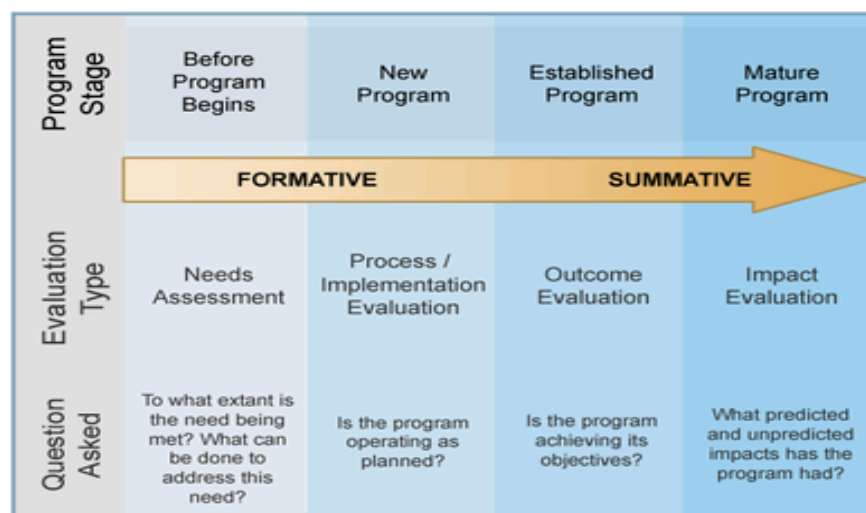 Program
Stage
Before
Program
Begins
New
Program
Established
Program
Mature
Program
FORMATIVE
SUMMATIVE
Evaluation
Type
Needs
Assessment
Process /
Implementation
Evaluation
Outcome
Evaluation
Impact
Evaluation
Question
Asked
To what extant is
the need being
met? What can
be done to
address this
need?
Is the program
operating as
planned?
Is the program
achieving its
objectives?
What predicted
and unpredicted
impacts has the
program had?